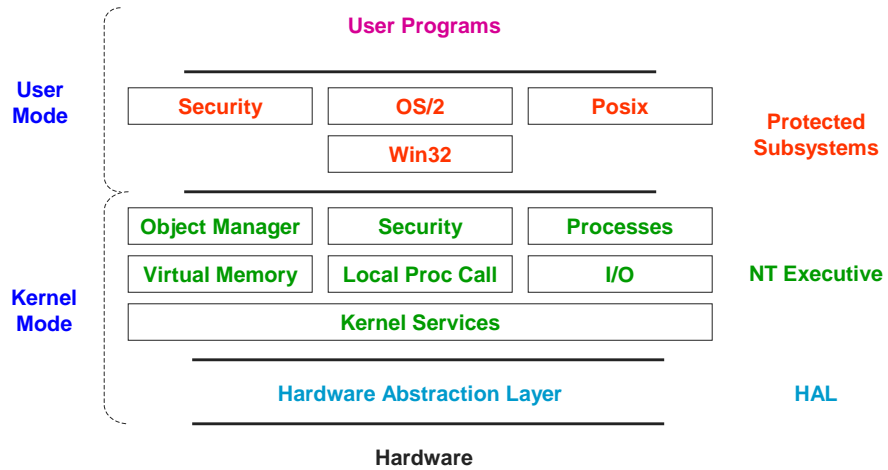 User Programs
User
Mode
Security
OS/2
Posix
Win32
Protected
Subsystems
Object Manager
Security
Processes
Virtual Memory
Local Proc Call
I/O
NT Executive
Kernel
Mode
Kernel Services
Hardware Abstraction Layer
HAL
Hardware